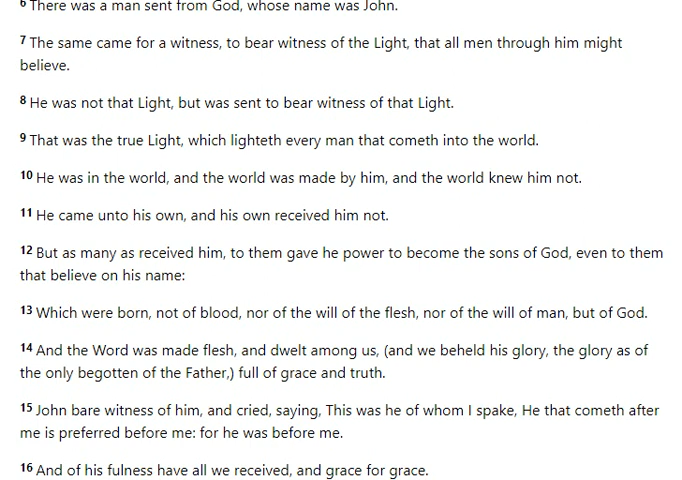 6 There was a man sent from God, whose name was John.
7 The same came for a witness, to bear witness of the Light, that all men through him might
believe.
8 He was not that Light, but was sent to bear witness of that Light.
9 That was the true Light, which lighteth every man that cometh into the world.
10 He was in the world, and the world was made by him, and the world knew him not.
11 He came unto his own, and his own received him not.
12 But as many as received him, to them gave he power to become the sons of God, even to them
that believe on his name:
13 Which were born, not of blood, nor of the will of the flesh, nor of the will of man, but of God.
14 And the Word was made flesh, and dwelt among us, (and we beheld his glory, the glory as of
the only begotten of the Father,) full of grace and truth.
15 John bare witness of him, and cried, saying, This was he of whom I spake, He that cometh after
me is preferred before me: for he was before me.
16 And of his fulness have all we received, and grace for grace.